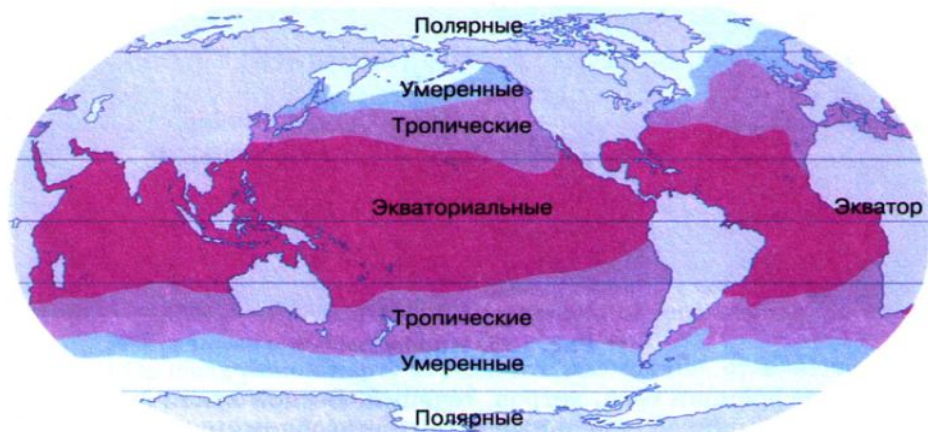 Полярные
Умеренные
Тропические
Экваториальные
Экватор
Тропические
Умеренные
Полярные